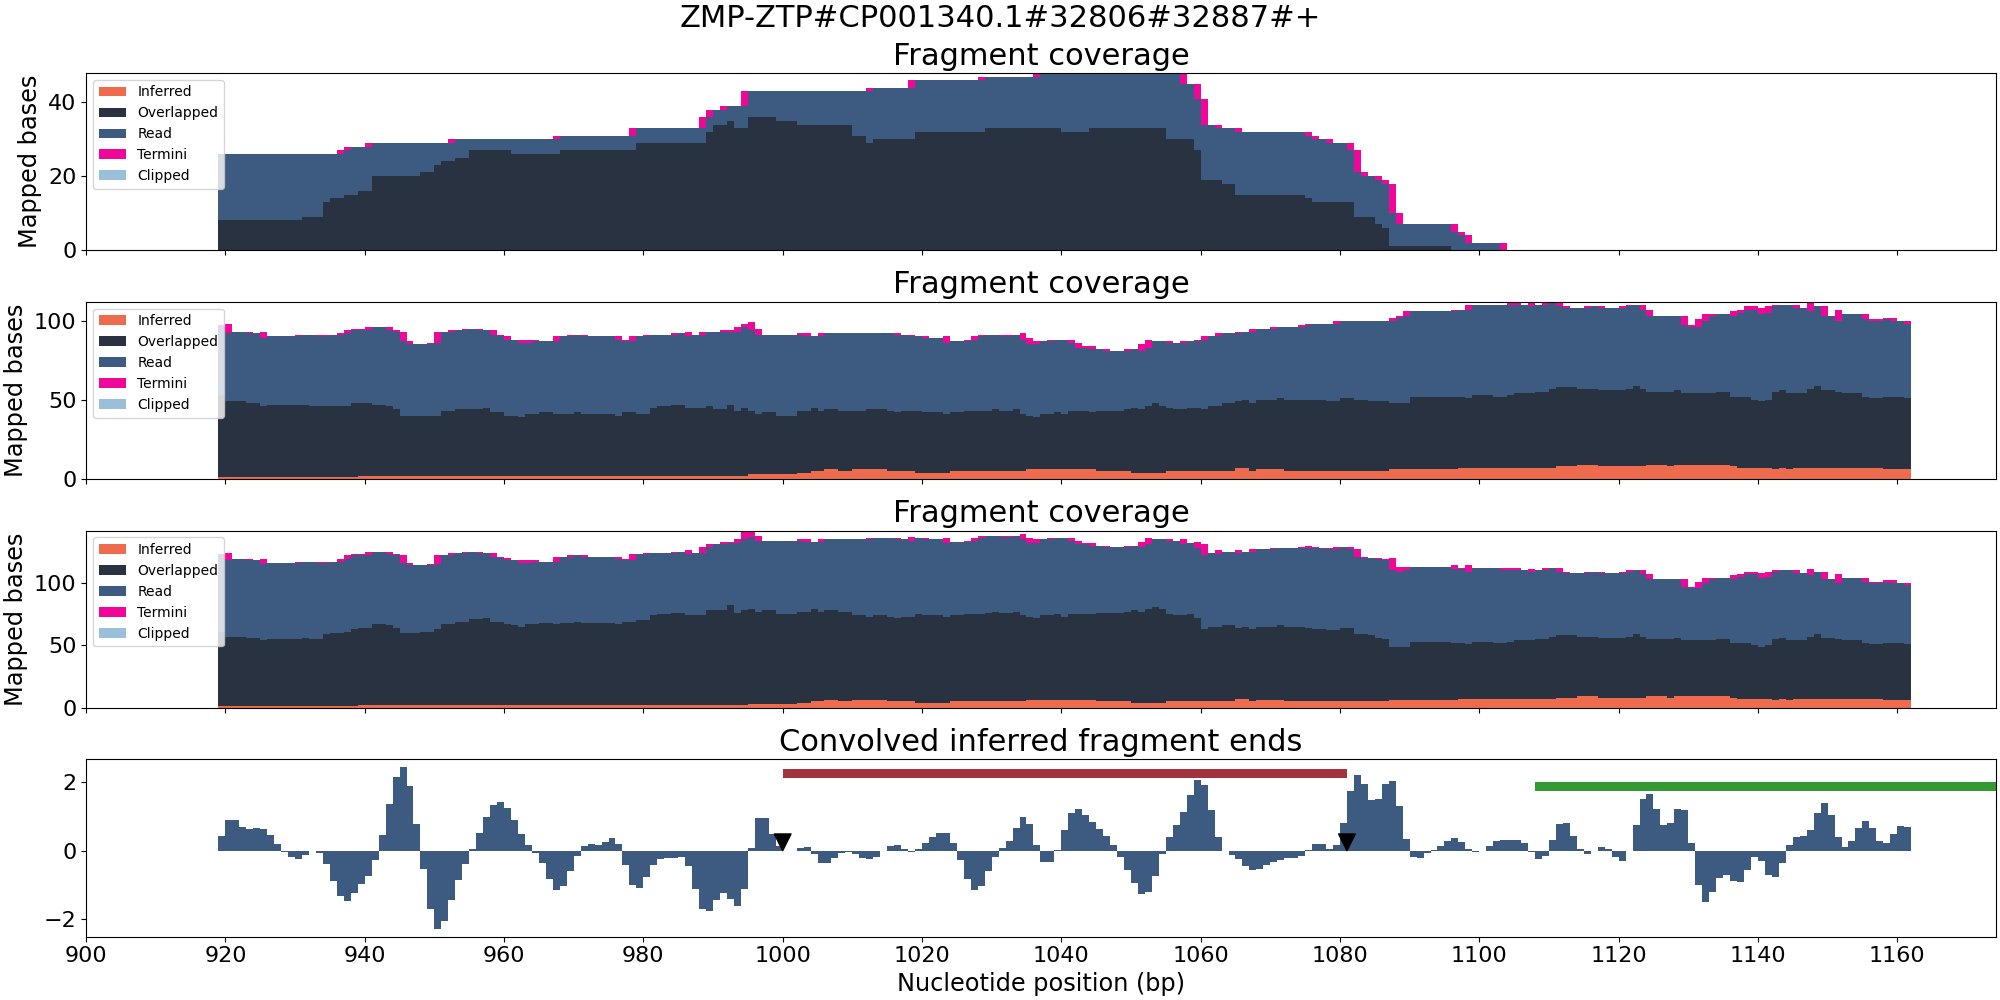 ZMP-ZTP#CP001340.1#32806#32887#+
Fragment coverage
Mapped bases
40
20
0
Inferred
Overlapped
Read
Termini
Clipped
Fragment coverage
Mapped bases
100
50
0
Inferred
Overlapped
Read
Termini
Clipped
Fragment coverage
Mapped bases
100
50
0
Inferred
Overlapped
Read
Termini
Clipped
Convolved inferred fragment ends
2
0
−2
900 920 940 960 980 1000 1020 1040 1060 1080 1100 1120 1140 1160
Nucleotide position (bp)